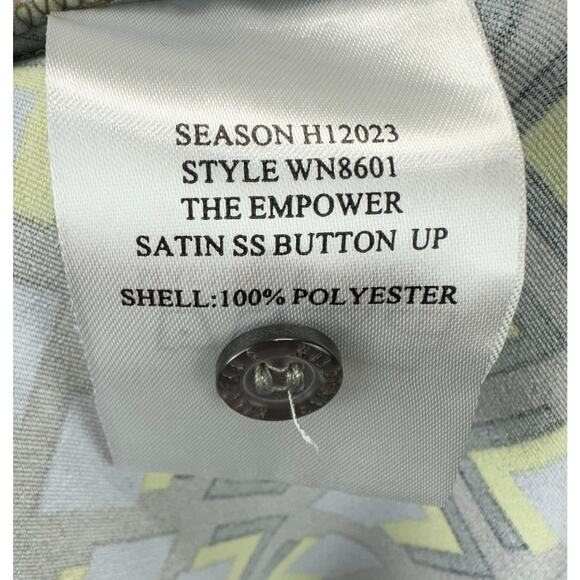 SEASON H12023
STYLE WN8601
THE EMPOWER
SATIN SS BUTTON UP
SHELL:100% POLYESTER